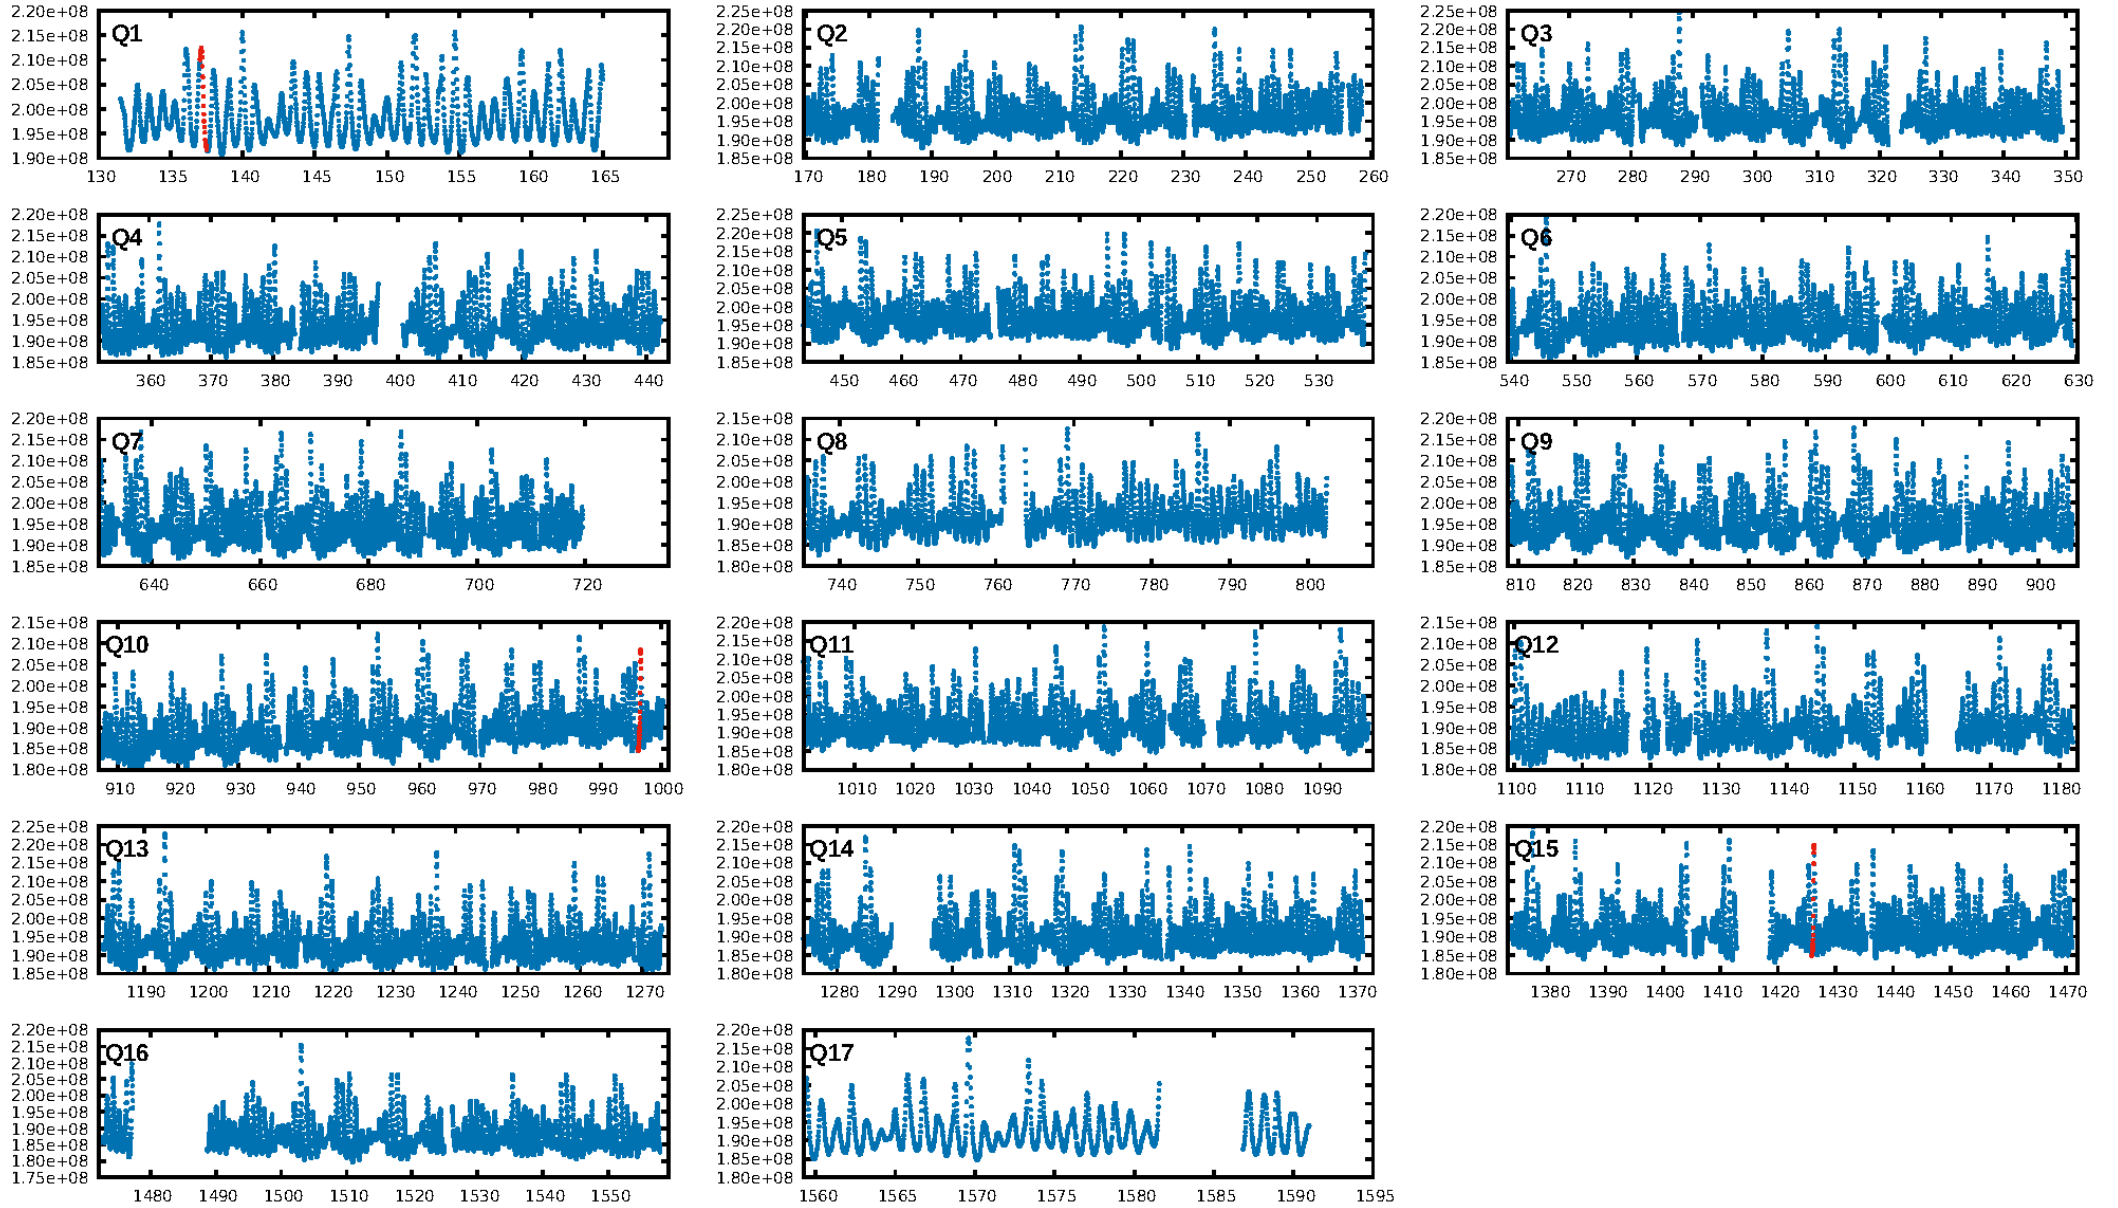 2.20e+08
2.15e+08
2.10e+08
2.05e+08
2.00e+08
1.95e+08
1.90e+08
Q1
130 135 140 145 150 155 160 165
2.25e+08
2.20e+08
2.15e+08
2.10e+08
2.05e+08
2.00e+08
1.95e+08
1.90e+08
1.85e+08
Q2
170 180 190 200 210 220 230 240 250 260
2.25e+08
2.20e+08
2.15e+08
2.10e+08
2.05e+08
2.00e+08
1.95e+08
1.90e+08
1.85e+08
Q3
270 280 290 300 310 320 330 340 350
2.20e+08
2.15e+08
2.10e+08
2.05e+08
2.00e+08
1.95e+08
1.90e+08
1.85e+08
Q4
360 370 380 390 400 410 420 430 440
2.25e+08
2.20e+08
2.15e+08
2.10e+08
2.05e+08
2.00e+08
1.95e+08
1.90e+08
1.85e+08
Q5
450 460 470 480 490 500 510 520 530
2.20e+08
2.15e+08
2.10e+08
2.05e+08
2.00e+08
1.95e+08
1.90e+08
1.85e+08
Q6
540 550 560 570 580 590 600 610 620 630
2.20e+08
2.15e+08
2.10e+08
2.05e+08
2.00e+08
1.95e+08
1.90e+08
1.85e+08
Q7
640 660 680 700 720
2.15e+08
2.10e+08
2.05e+08
2.00e+08
1.95e+08
1.90e+08
1.85e+08
1.80e+08
Q8
740 750 760 770 780 790 800
2.20e+08
2.15e+08
2.10e+08
2.05e+08
2.00e+08
1.95e+08
1.90e+08
1.85e+08
Q9
810 820 830 840 850 860 870 880 890 900
2.15e+08
2.10e+08
2.05e+08
2.00e+08
1.95e+08
1.90e+08
1.85e+08
1.80e+08
Q10
910 920 930 940 950 960 970 980 990 1000
2.20e+08
2.15e+08
2.10e+08
2.05e+08
2.00e+08
1.95e+08
1.90e+08
1.85e+08
1.80e+08
Q11
1010 1020 1030 1040 1050 1060 1070 1080 1090
2.15e+08
2.10e+08
2.05e+08
2.00e+08
1.95e+08
1.90e+08
1.85e+08
1.80e+08
Q12
1100 1110 1120 1130 1140 1150 1160 1170 1180
2.25e+08
2.20e+08
2.15e+08
2.10e+08
2.05e+08
2.00e+08
1.95e+08
1.90e+08
1.85e+08
Q13
1190 1200 1210 1220 1230 1240 1250 1260 1270
2.20e+08
2.15e+08
2.10e+08
2.05e+08
2.00e+08
1.95e+08
1.90e+08
1.85e+08
1.80e+08
Q14
1280 1290 1300 1310 1320 1330 1340 1350 1360 1370
2.20e+08
2.15e+08
2.10e+08
2.05e+08
2.00e+08
1.95e+08
1.90e+08
1.85e+08
1.80e+08
Q15
1380 1390 1400 1410 1420 1430 1440 1450 1460 1470
2.20e+08
2.15e+08
2.10e+08
2.05e+08
2.00e+08
1.95e+08
1.90e+08
1.85e+08
1.80e+08
1.75e+08
Q16
1480 1490 1500 1510 1520 1530 1540 1550
2.20e+08
2.15e+08
2.10e+08
2.05e+08
2.00e+08
1.95e+08
1.90e+08
1.85e+08
1.80e+08
Q17
1560 1565 1570 1575 1580 1585 1590 1595